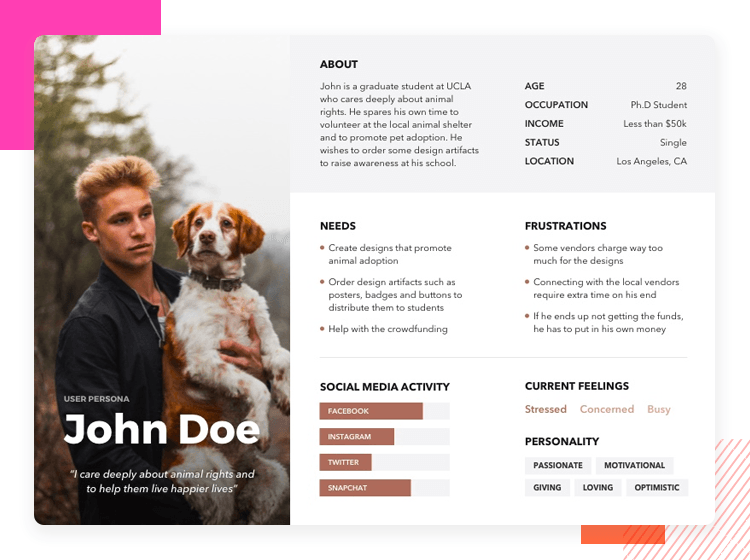 USER PERSONA
John Doe
“I care deeply about animal rights and
to help them live happier lives”
ABOUT
John is a graduate student at UCLA
who cares deeply about animal
rights. He spares his own time to
volunteer at the local animal shelter
and to promote pet adoption. He
wishes to order some design artifacts
to raise awareness at his school.
AGE 28
OCCUPATION Ph.D Student
INCOME Less than $50k
STATUS Single
LOCATION Los Angeles, CA
NEEDS
Create designs that promote
animal adoption
Order design artifacts such as
posters, badges and buttons to
distribute them to students
Help with the crowdfunding
FRUSTRATIONS
Some vendors charge way too
much for the designs
Connecting with the local vendors
require extra time on his end
If he ends up not getting the funds,
he has to put in his own money
SOCIAL MEDIA ACTIVITY
FACEBOOK
INSTAGRAM
TWITTER
SNAPCHAT
CURRENT FEELINGS
Stressed Concerned Busy
PERSONALITY
PASSIONATE MOTIVATIONAL
GIVING LOVING OPTIMISTIC